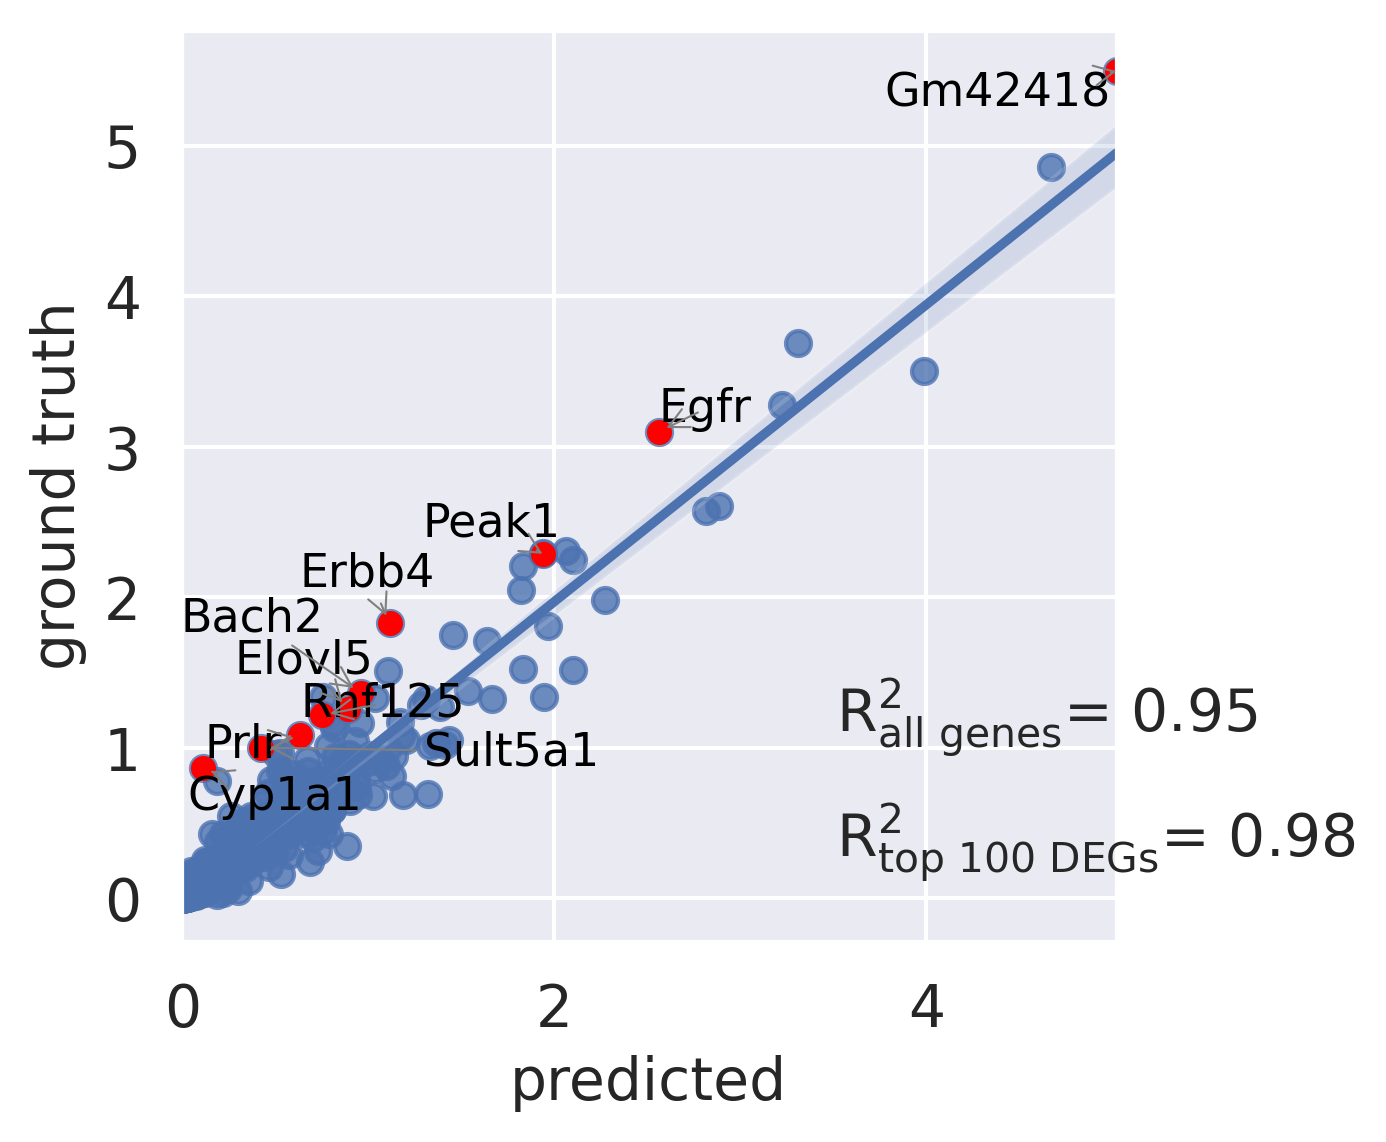 Gm42418
5
4
Egfr
3
Peak1
Erbb4
2
Bach2
Elovl5
Rnf125
R²all genes = 0.95
Prlr
Sult5a1
1
Cyp1a1
R²top 100 DEGs = 0.98
0
0 2 4
predicted
ground truth